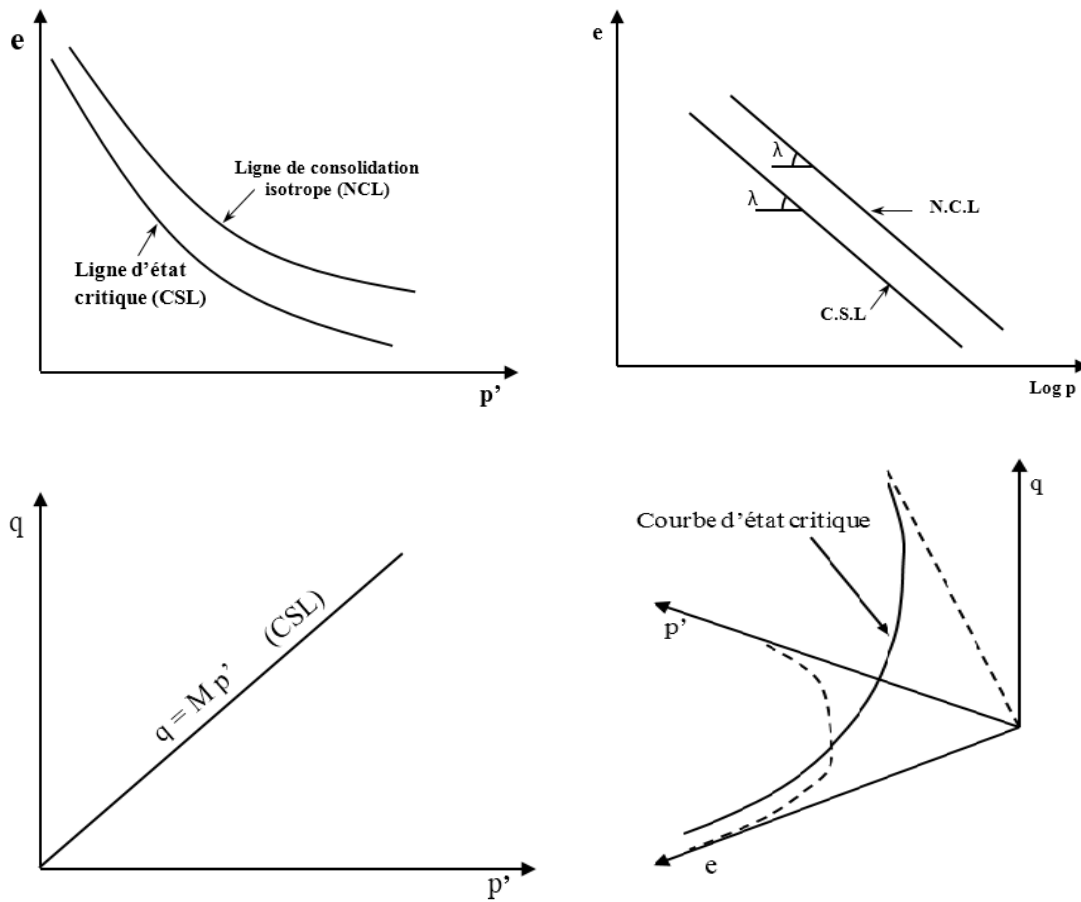 e
Ligne de consolidation
isotrope (NCL)
Ligne d'état
critique (CSL)
p'
e
λ
λ
N.C.L
C.S.L
Log p
q
q = M p' (CSL)
p'
q
Courbe d'état critique
p'
e